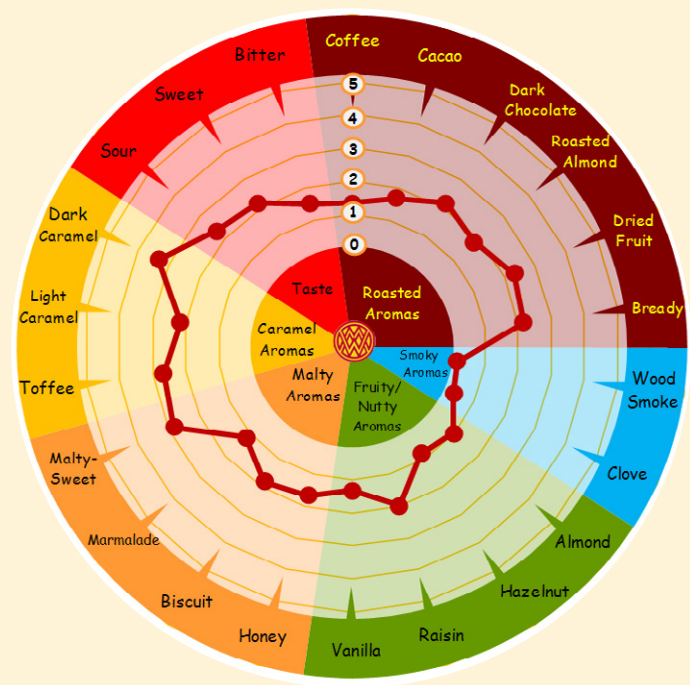 Coffee
Cacao
Dark
Chocolate
Roasted
Almond
Dried
Fruit
Bready
Wood
Smoke
Clove
Almond
Hazelnut
Raisin
Vanilla
Honey
Biscuit
Marmalade
Malty-
Sweet
Toffee
Light
Caramel
Dark
Caramel
Sour
Sweet
Bitter
5
4
3
2
1
0
Taste
Roasted
Aromas
Caramel
Aromas
Smoky
Aromas
Malty
Aromas
Fruity/
Nutty
Aromas